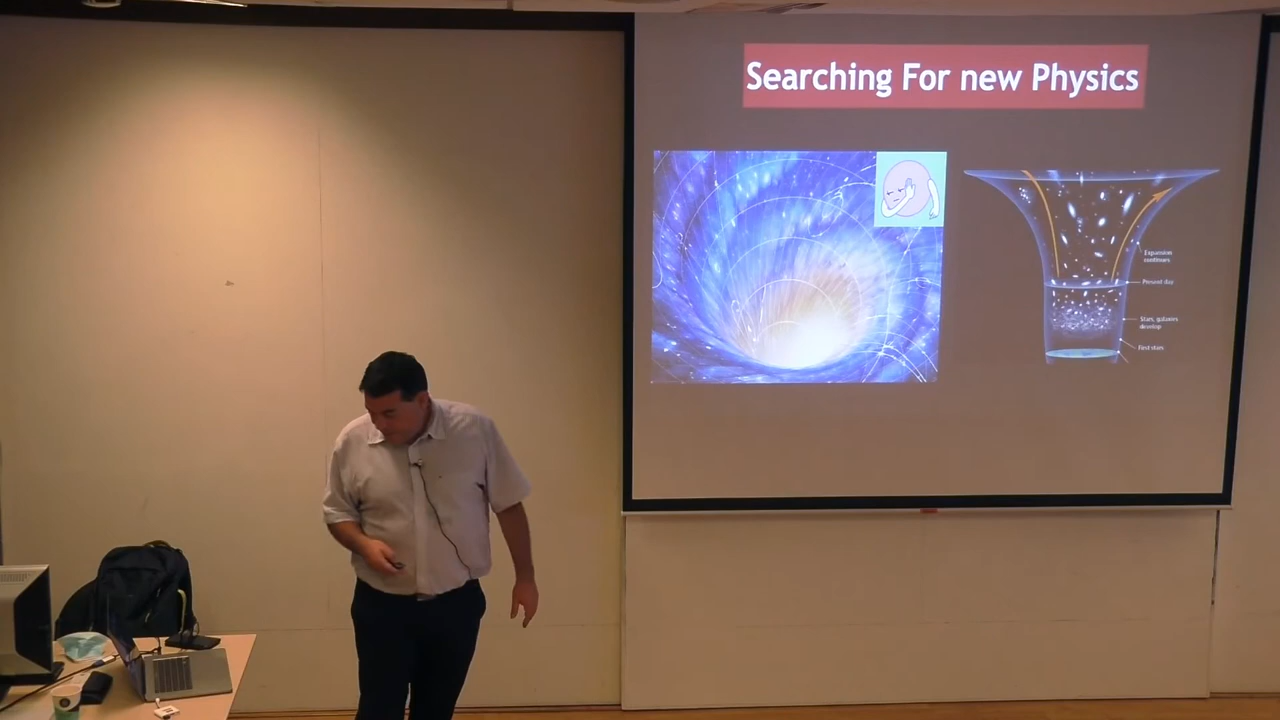 Searching For new Physics
Expansion
continues
Present day
Stars, galaxies
develop
First stars